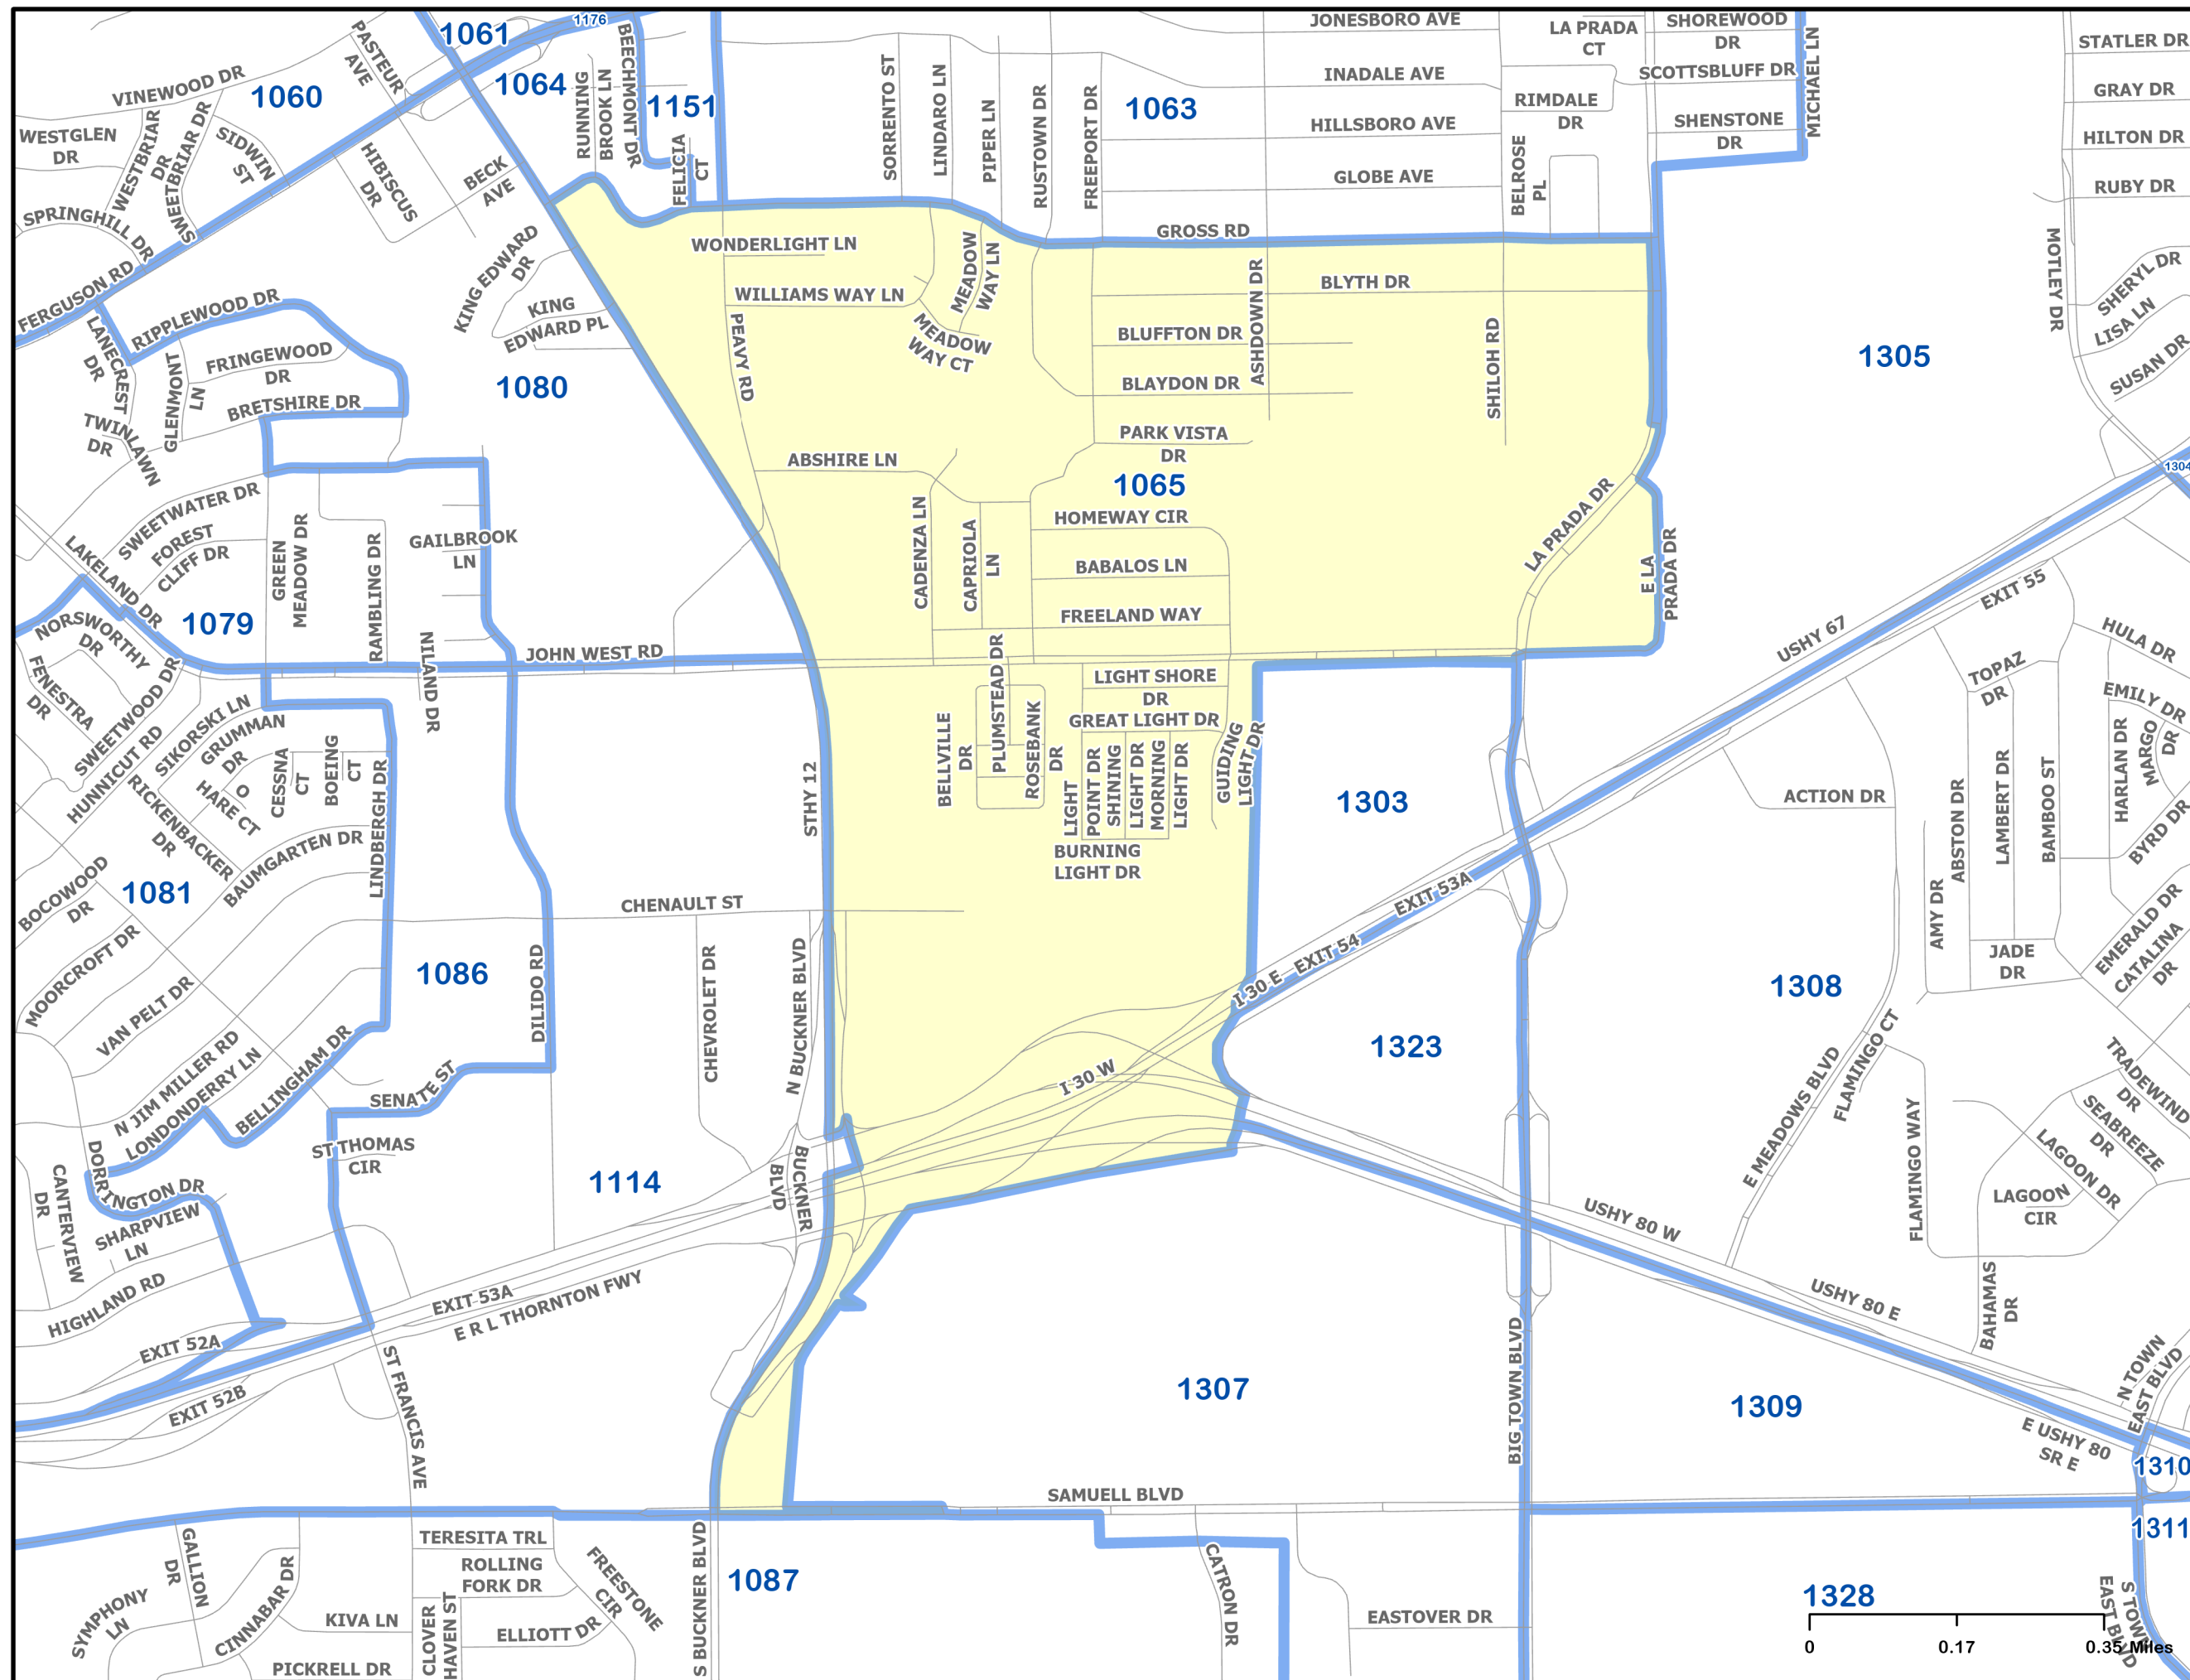 1061
1176
PASTEUR
AVE
JONESBORO AVE
LA PRADA
CT
SHOREWOOD
DR
STATLER DR
VINEWOOD DR
1060
1064
RUNNING
BROOK LN
BEECHMONT DR
1151
INADALE AVE
SCOTTSBLUFF DR
MICHAEL LN
GRAY DR
WESTGLEN
DR
WESTBRIAR
DR
SWEETBRIAR DR
SIDWIN
ST
HIBISCUS
DR
BECK
AVE
FELICIA
CT
SORRENTO ST
LINDARO LN
PIPER LN
RUSTOWN DR
FREEPORT DR
1063
RIMDALE
DR
HILLSBORO AVE
SHENSTONE
DR
HILTON DR
BELROSE
PL
GLOBE AVE
RUBY DR
SPRINGHILL DR
FERGUSON RD
KING EDWARD
DR
WONDERLIGHT LN
GROSS RD
MOTLEY DR
SHERYL DR
LISA LN
SUSAN DR
WILLIAMS WAY LN
MEADOW
WAY LN
BLYTH DR
ASHDOWN DR
RIPPLEWOOD DR
KING
EDWARD PL
LANECREST
DR
GLENMONT
LN
FRINGEWOOD
DR
PEAVY RD
MEADOW
WAY CT
BLUFFTON DR
SHILOH RD
1305
1080
BLAYDON DR
BRETSHIRE DR
TWINLAWN
DR
PARK VISTA
DR
ABSHIRE LN
1304
1065
SWEETWATER DR
CADENZA LN
CAPRIOLA
LN
HOMEWAY CIR
LA PRADA DR
FOREST
CLIFF DR
GREEN
MEADOW DR
RAMBLING DR
GAILBROOK
LN
BABALOS LN
E LA
PRADA DR
EXIT 55
LAKELAND DR
1079
FREELAND WAY
USHY 67
HULA DR
NORSWORTHY
DR
NILAND DR
JOHN WEST RD
FENESTRA
DR
SWEETWOOD DR
PLUMSTEAD DR
LIGHT SHORE
DR
TOPAZ
DR
EMILY DR
HUNNICUT RD
SIKORSKI LN
GRUMMAN
DR
GREAT LIGHT DR
BELLVILLE
DR
ROSEBANK
DR
GUIDING
LIGHT DR
HARLAN DR
MARGO
DR
CESSNA
CT
BOEING
CT
LINDBERGH DR
O
HARE CT
RICKENBACKER
DR
STHY 12
LIGHT
POINT DR
SHINING
LIGHT DR
MORNING
LIGHT DR
1303
ACTION DR
ABSTON DR
LAMBERT DR
BAMBOO ST
BYRD DR
BAUMGARTEN DR
BURNING
LIGHT DR
1081
BOCOWOOD
DR
CHENAULT ST
EXIT 53A
AMY DR
EMERALD DR
MOORCROFT DR
1086
DILIDO RD
CHEVROLET DR
N BUCKNER BLVD
I 30 E
EXIT 54
1308
JADE
DR
CATALINA
DR
VAN PELT DR
1323
FLAMINGO CT
E MEADOWS BLVD
I 30 W
N JIM MILLER RD
LONDONDERRY LN
BELLINGHAM DR
SENATE ST
FLAMINGO WAY
TRADEWIND
DR
SEABREEZE
DR
LAGOON DR
ST THOMAS
CIR
DORRINGTON DR
CANTERVIEW
DR
1114
BUCKNER
BLVD
LAGOON
CIR
SHARPVIEW
LN
USHY 80 W
HIGHLAND RD
EXIT 53A
E R L THORNTON FWY
USHY 80 E
BAHAMAS
DR
EXIT 52A
EXIT 52B
ST FRANCIS AVE
1307
BIG TOWN BLVD
1309
N TOWN
EAST BLVD
E USHY 80
SR E
1310
SAMUELL BLVD
1311
GALLION
DR
TERESITA TRL
ROLLING
FORK DR
FREESTONE
CIR
S BUCKNER BLVD
1087
CATRON DR
SYMPHONY
LN
CINNABAR DR
KIVA LN
CLOVER
HAVEN ST
ELLIOTT DR
EASTOVER DR
1328
S TOWN
EAST BLVD
PICKRELL DR
0
0.17
0.35 Miles